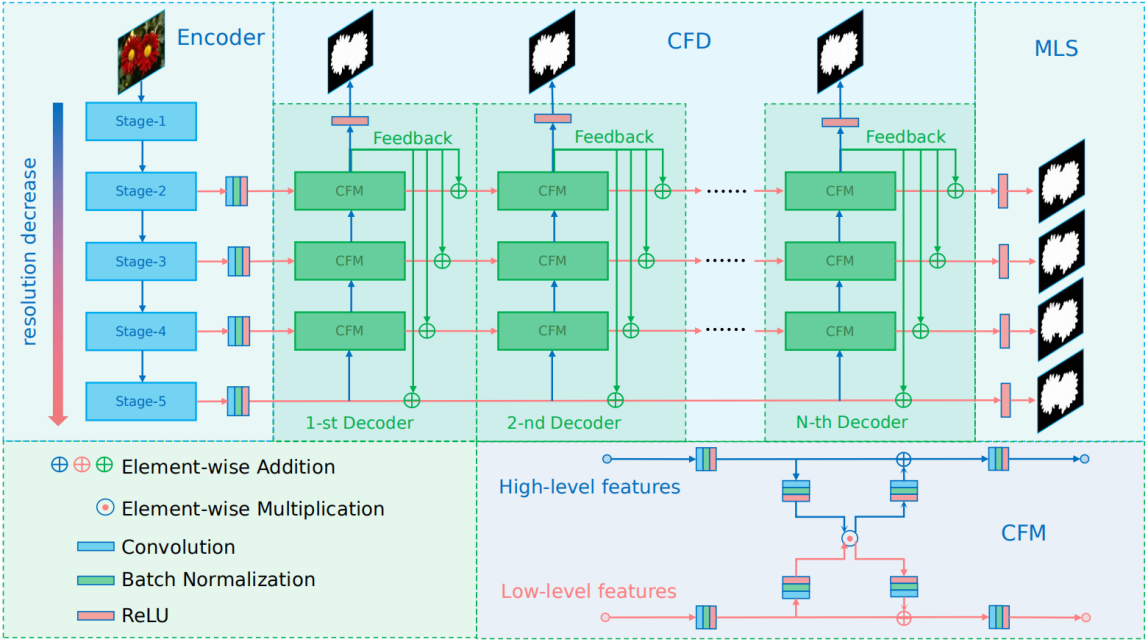 Encoder
CFD
MLS
resolution decrease
Stage-1
Stage-2
Stage-3
Stage-4
Stage-5
Feedback
CFM
CFM
CFM
1-st Decoder
Feedback
CFM
CFM
CFM
2-nd Decoder
......
......
......
Feedback
CFM
CFM
CFM
N-th Decoder
Element-wise Addition
Element-wise Multiplication
Convolution
Batch Normalization
ReLU
High-level features
CFM
Low-level features